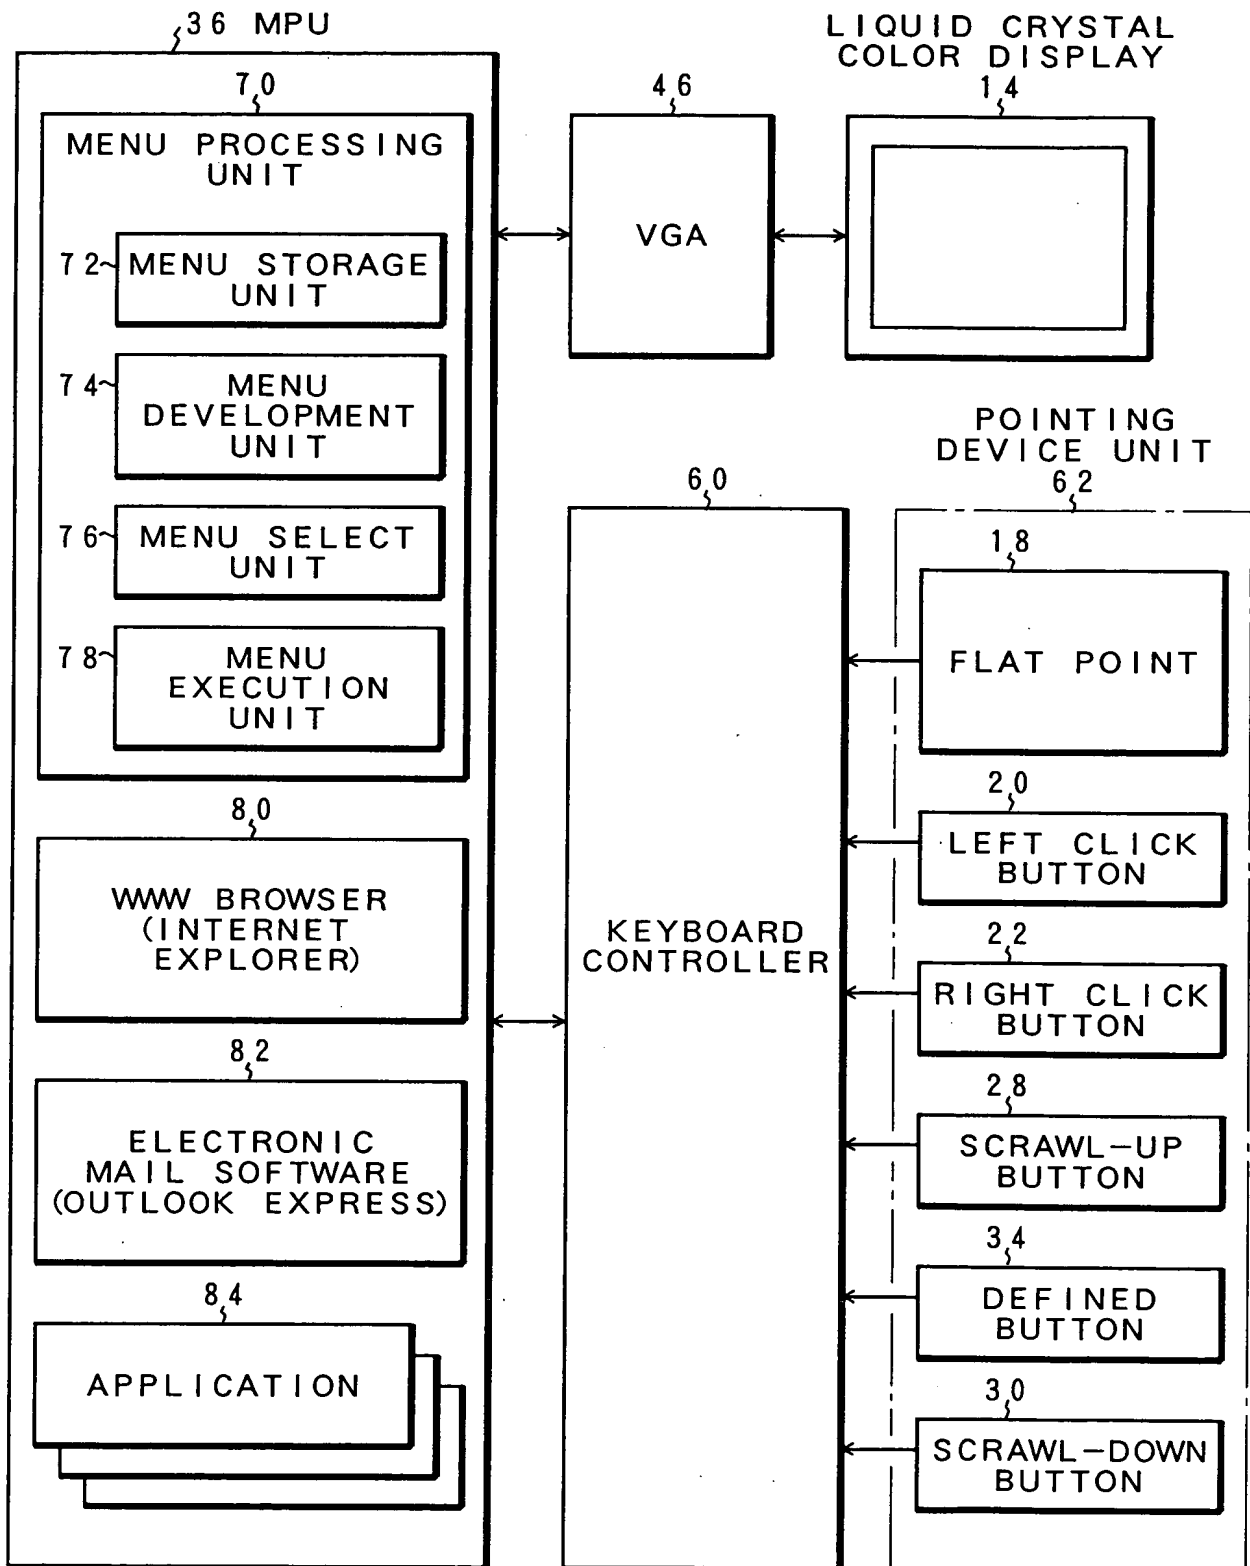 36 MPU
70
MENU PROCESSING
UNIT
72
MENU STORAGE
UNIT
74
MENU
DEVELOPMENT
UNIT
76
MENU SELECT
UNIT
78
MENU
EXECUTION
UNIT
80
WWW BROWSER
(INTERNET
EXPLORER)
82
ELECTRONIC
MAIL SOFTWARE
(OUTLOOK EXPRESS)
84
APPLICATION
46
VGA
LIQUID CRYSTAL
COLOR DISPLAY
14
60
KEYBOARD
CONTROLLER
POINTING
DEVICE UNIT
62
18
FLAT POINT
20
LEFT CLICK
BUTTON
22
RIGHT CLICK
BUTTON
28
SCRAWL-UP
BUTTON
34
DEFINED
BUTTON
30
SCRAWL-DOWN
BUTTON